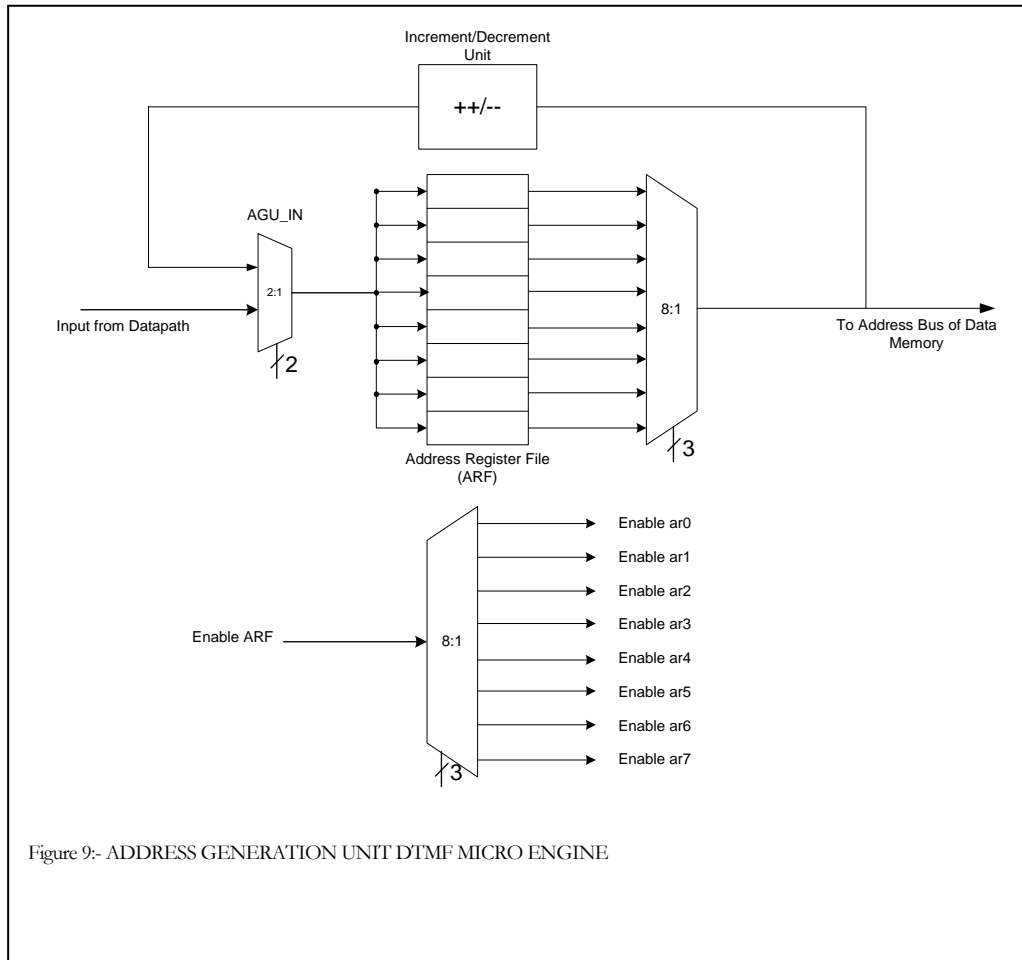 Increment/Decrement
Unit
++/--
AGU_IN
2:1
Input from Datapath
2
8:1
To Address Bus of Data
Memory
3
Address Register File
(ARF)
Enable ar0
Enable ar1
Enable ar2
Enable ar3
Enable ARF
8:1
Enable ar4
Enable ar5
Enable ar6
Enable ar7
3
Figure 9:- ADDRESS GENERATION UNIT DTMF MICRO ENGINE